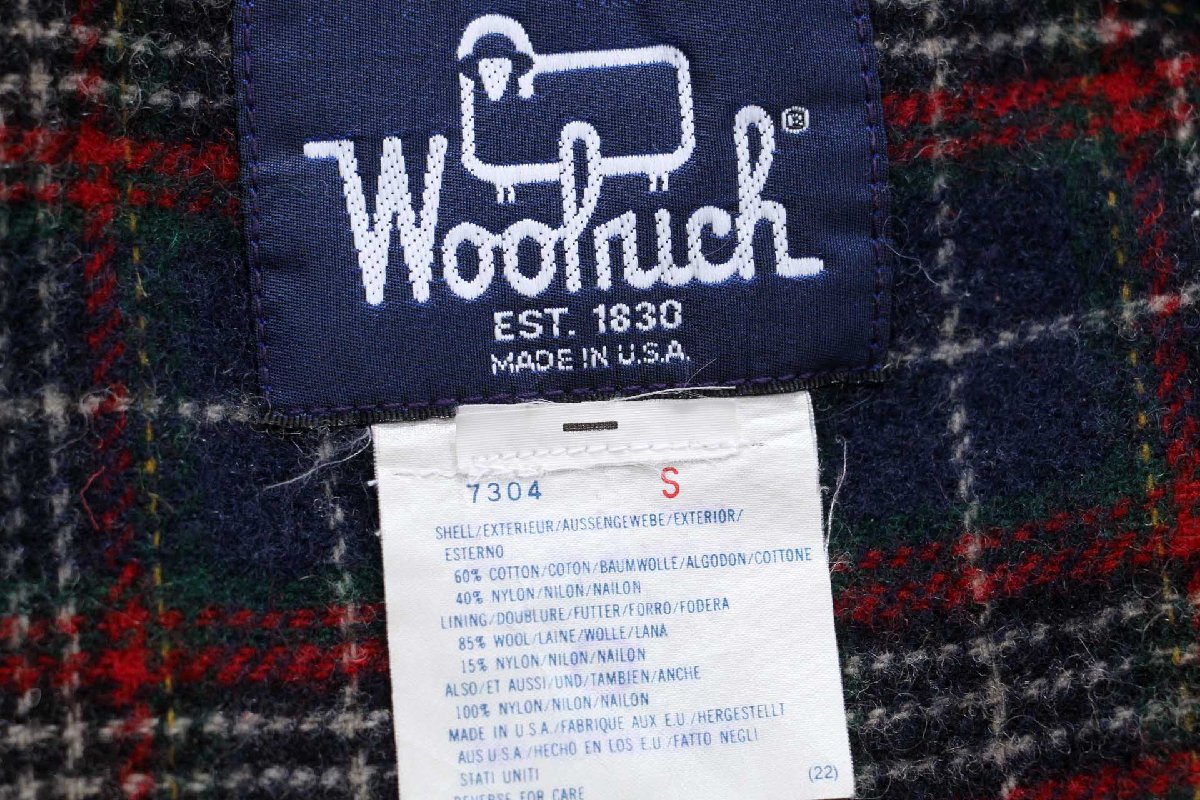 Woolrich®
EST. 1830
MADE IN U.S.A.
7304 S
SHELL/EXTERIEUR/AUSSENGEWEBE/EXTERIOR/
ESTERNO
60% COTTON/COTON/BAUMWOLLE/ALGODON/COTTONE
40% NYLON/NILON/NAILON
LINING/DOUBLURE/FUTTER/FORRO/FODERA
85% WOOL/LAINE/WOLLE/LANA
15% NYLON/NILON/NAILON
ALSO/ET AUSSI/UND/TAMBIEN/ANCHE
100% NYLON/NILON/NAILON
MADE IN U.S.A./FABRIQUE AUX E.U./HERGESTELLT
AUS U.S.A./HECHO EN LOS E.U./FATTO NEGLI
STATI UNITI (22)
REVERSE FOR CARE